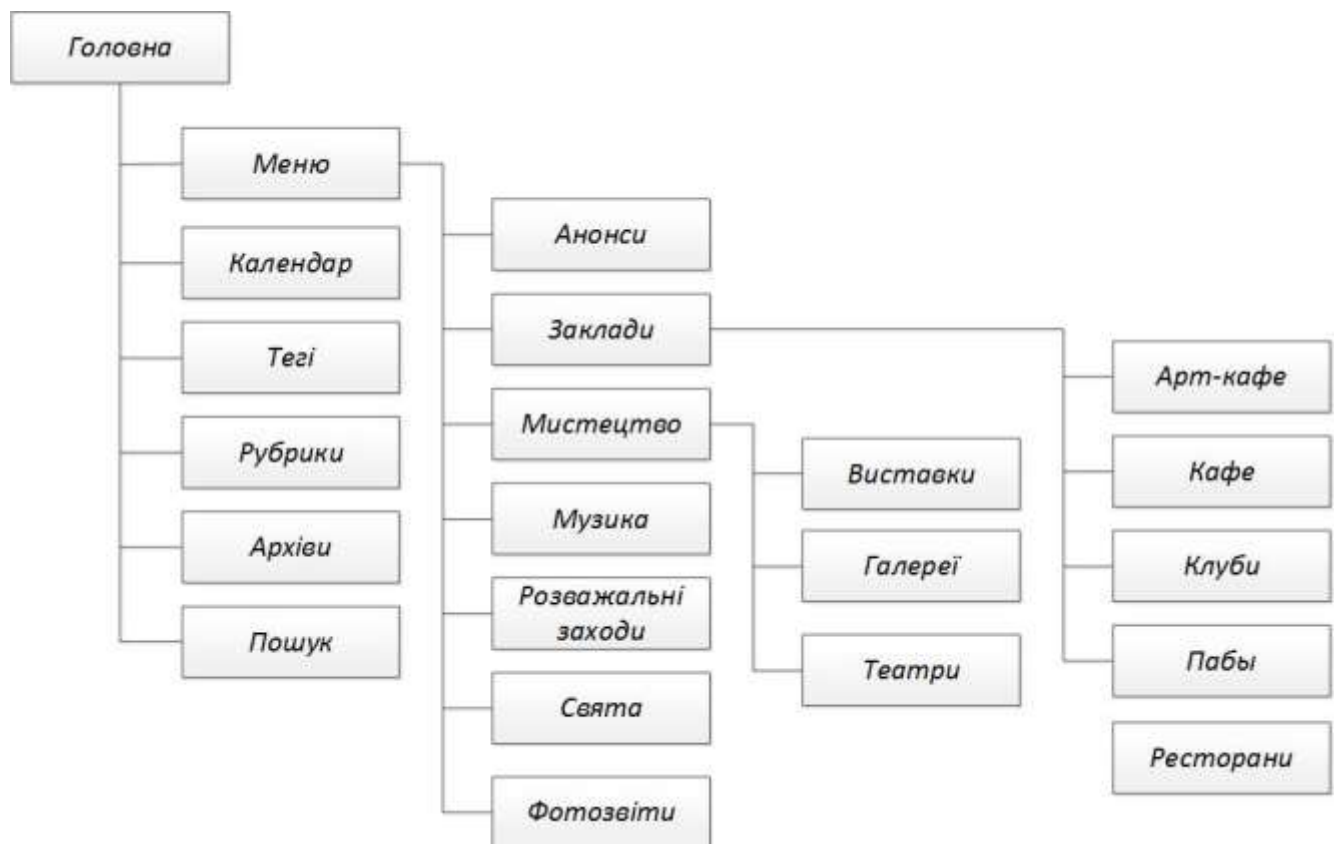 Головна
Меню
Календар
Тегі
Рубрики
Архіви
Пошук
Анонси
Заклади
Мистецтво
Музика
Розважальні
заходи
Свята
Фотозвіти
Виставки
Галереї
Театри
Арт-кафе
Кафе
Клуби
Пабы
Ресторани